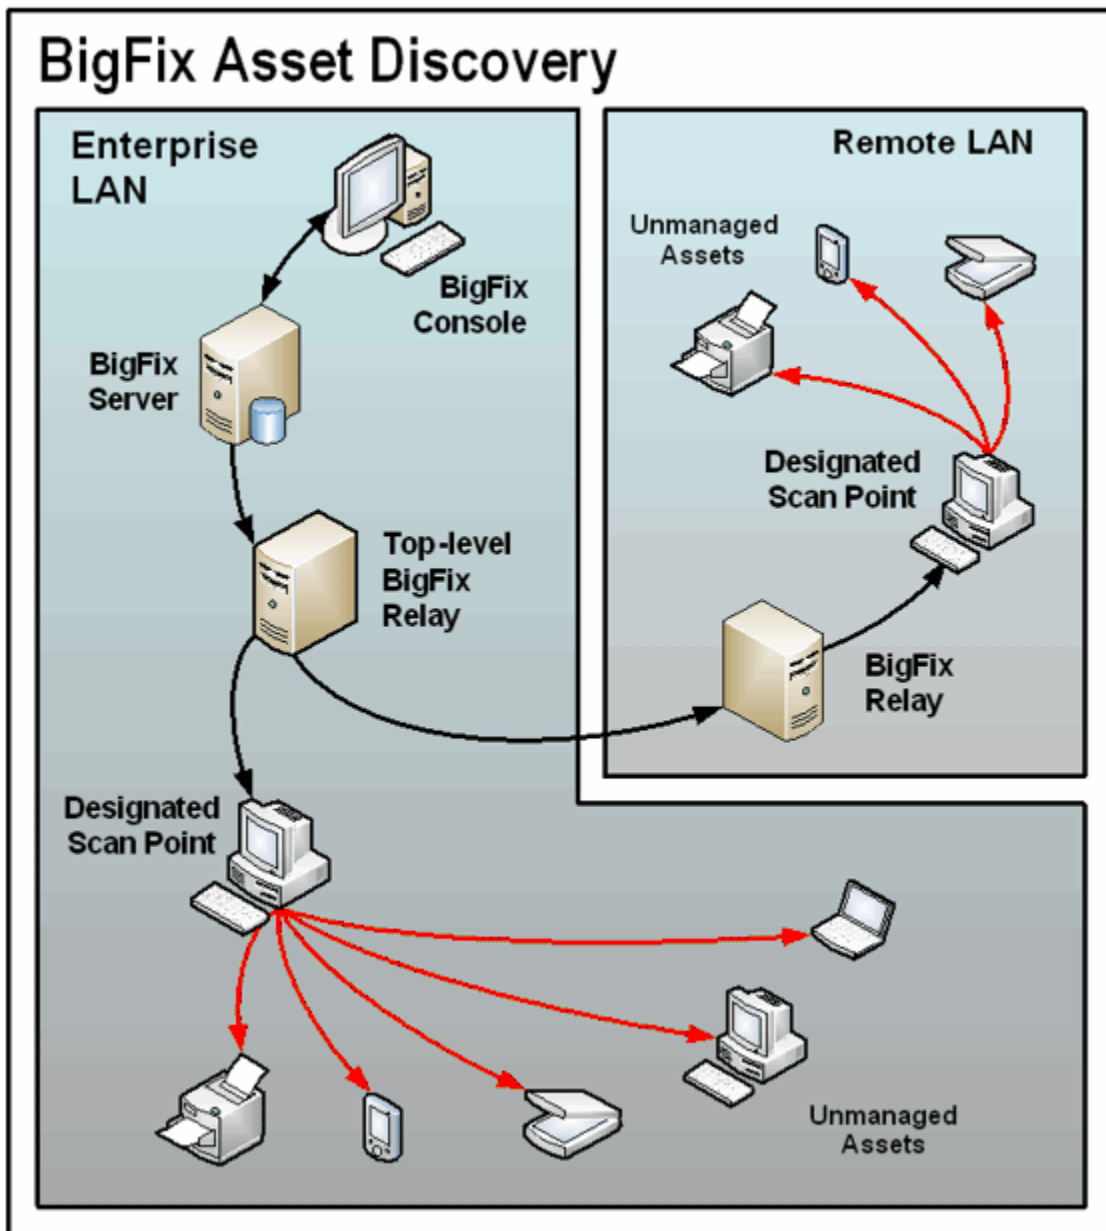 BigFix Asset Discovery
Enterprise
LAN
BigFix
Console
BigFix
Server
Top-level
BigFix
Relay
Designated
Scan Point
Unmanaged
Assets
Remote LAN
Unmanaged
Assets
Designated
Scan Point
BigFix
Relay